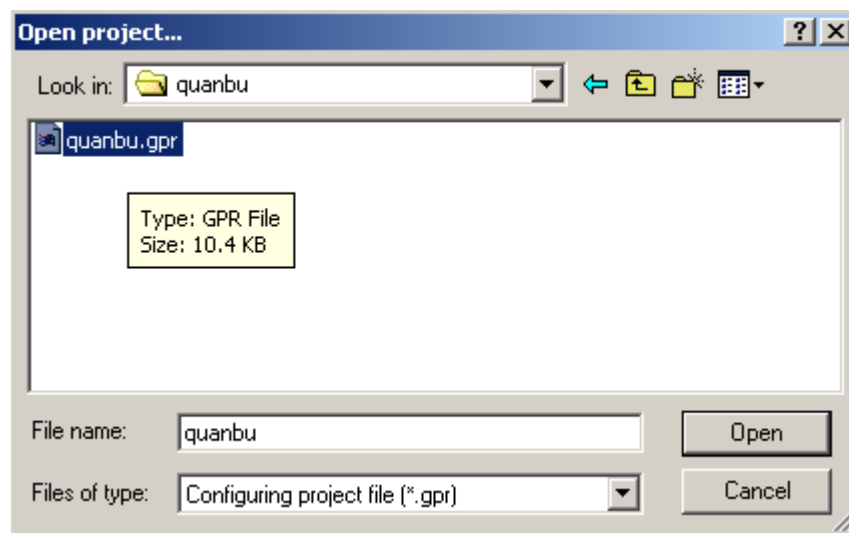 Open project...
Look in: quanbu
quanbu.gpr
Type: GPR File
Size: 10.4 KB
File name: quanbu Open
Files of type: Configuring project file (*.gpr) Cancel